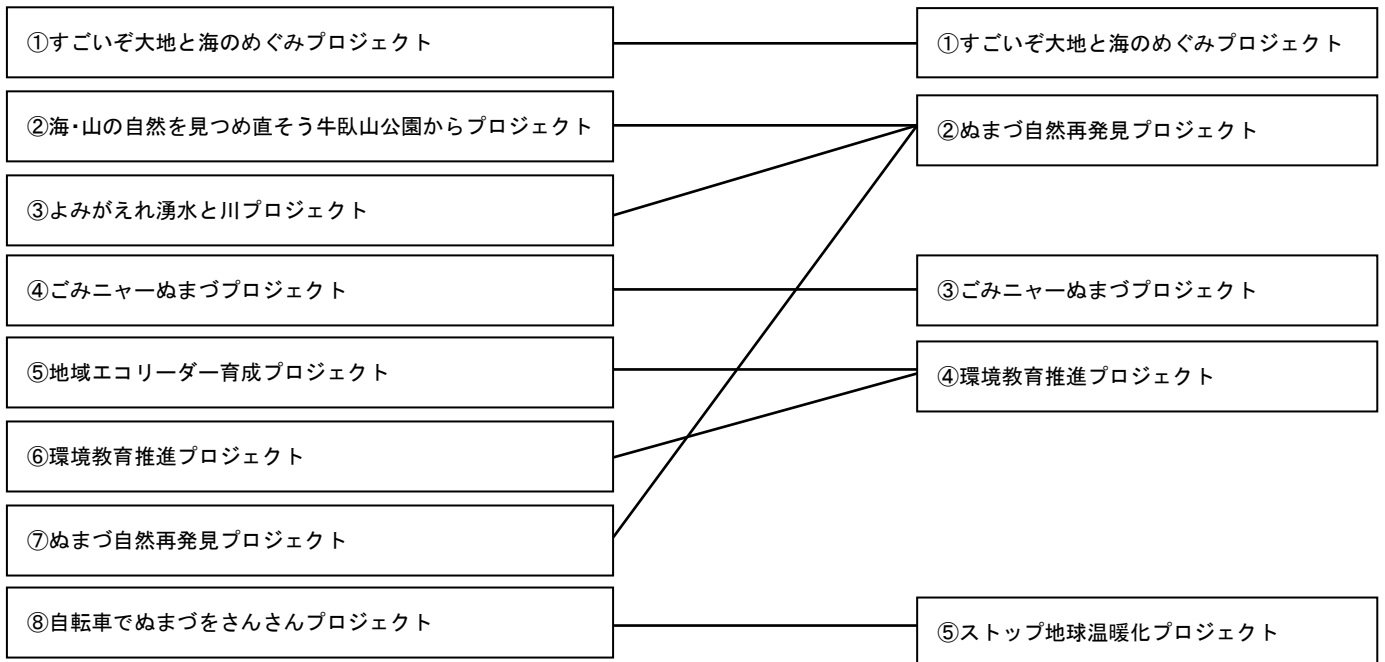 ①すごいぞ大地と海のめぐみプロジェクト
②海・山の自然を見つめ直そう牛臥山公園からプロジェクト
③よみがえれ湧水と川プロジェクト
④ごみニャーぬまづプロジェクト
⑤地域エコリーダー育成プロジェクト
⑥環境教育推進プロジェクト
⑦ぬまづ自然再発見プロジェクト
⑧自転車でぬまづをさんさんプロジェクト
①すごいぞ大地と海のめぐみプロジェクト
②ぬまづ自然再発見プロジェクト
③ごみニャーぬまづプロジェクト
④環境教育推進プロジェクト
⑤ストップ地球温暖化プロジェクト